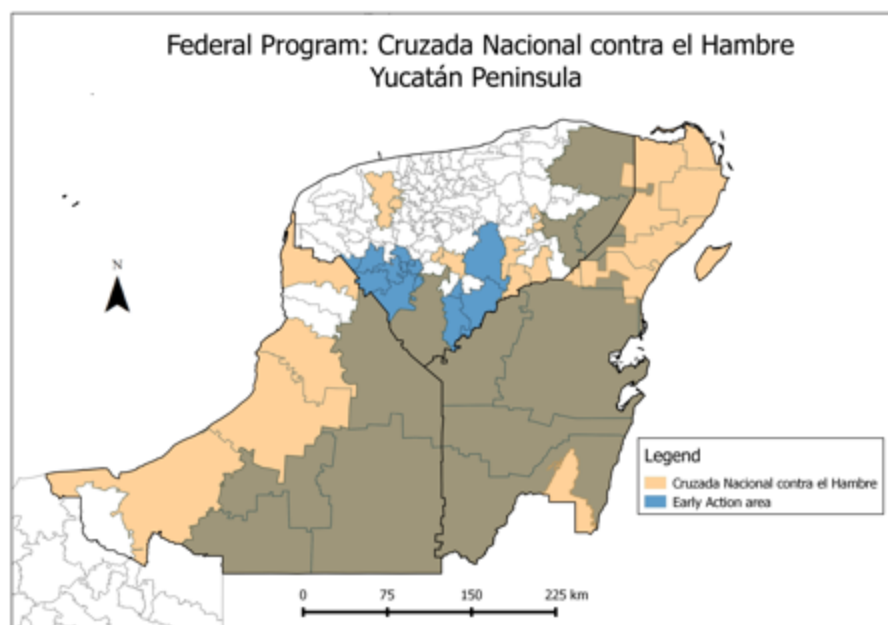 Federal Program: Cruzada Nacional contra el Hambre
Yucatán Peninsula
N
Legend
Cruzada Nacional contra el Hambre
Early Action area
0 75 150 225 km